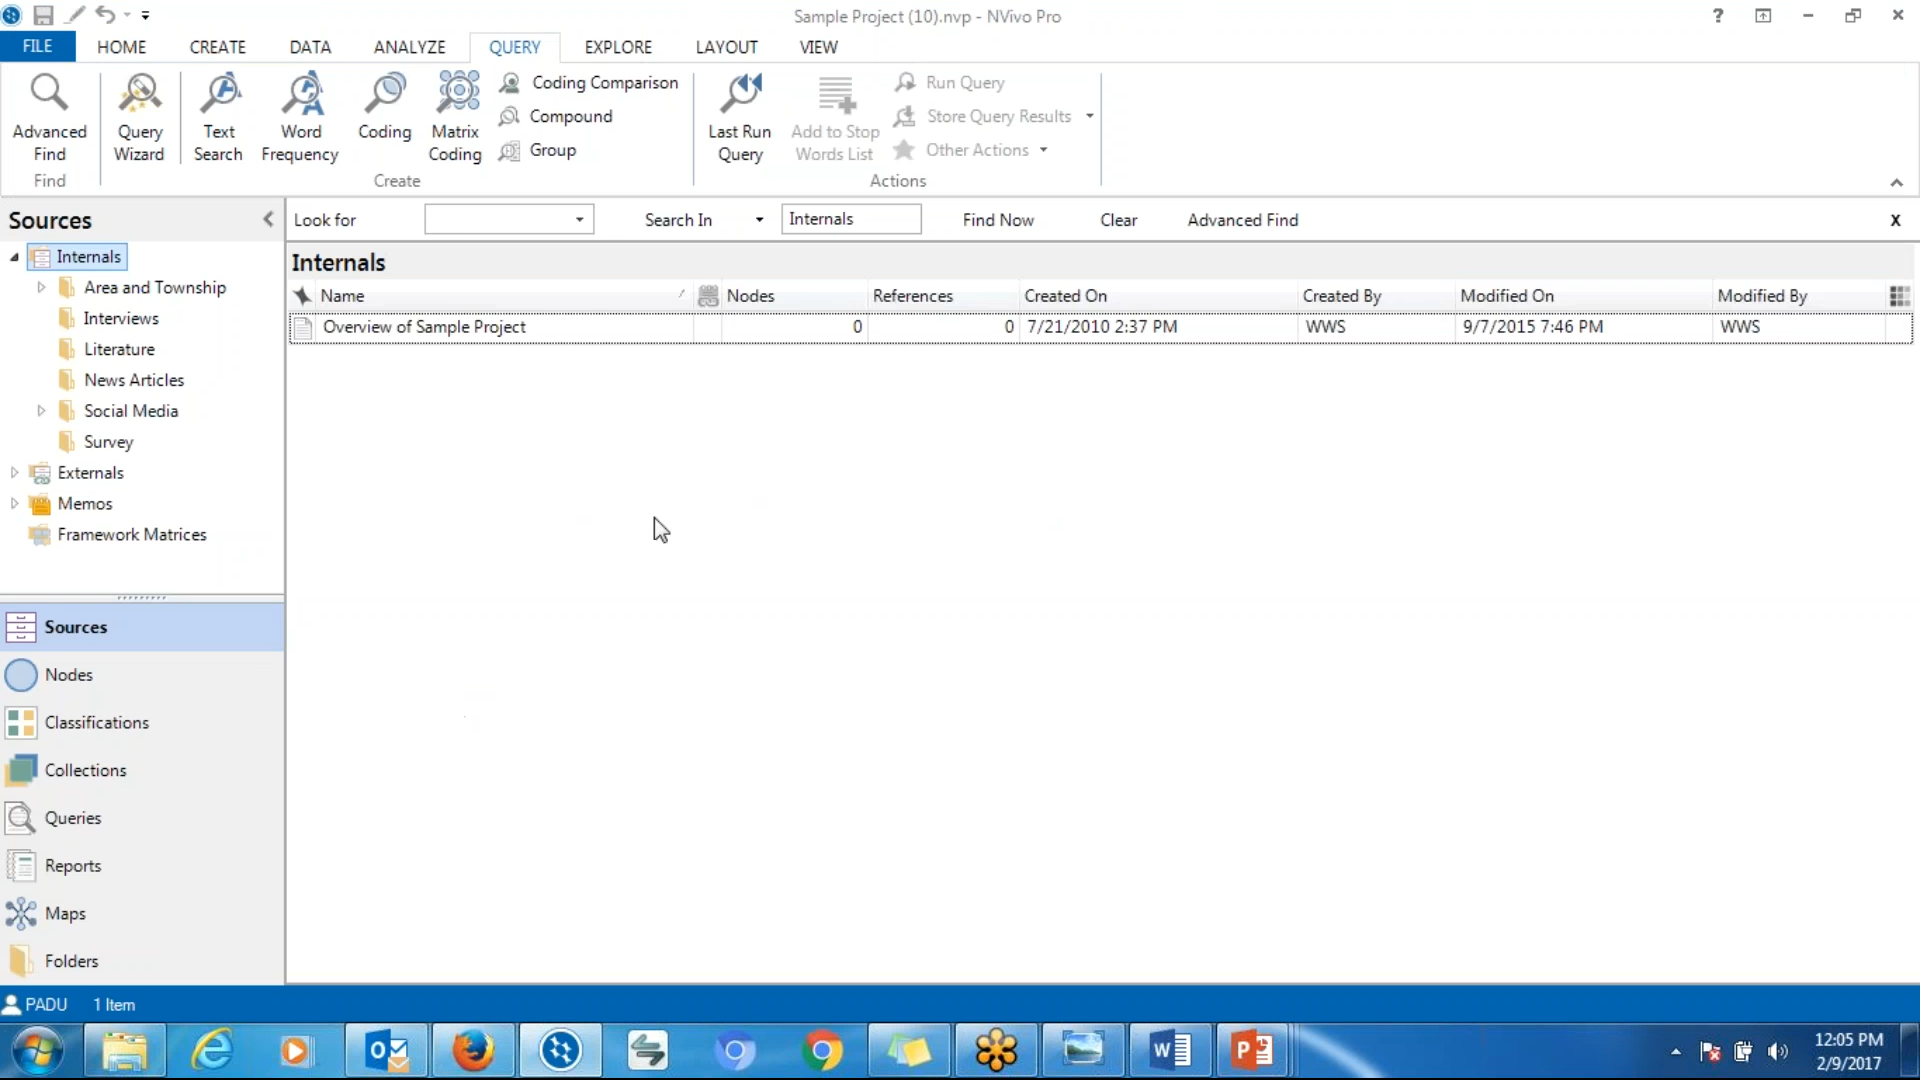 Sample Project (10).nvp - NVivo Pro
?
FILE HOME CREATE DATA ANALYZE QUERY EXPLORE LAYOUT VIEW
Advanced Find
Query Wizard
Text Search
Word Frequency
Coding
Matrix Coding
Coding Comparison
Compound
Group
Last Run Query
Add to Stop Words List
Run Query
Store Query Results
Other Actions
Find Create Actions
Sources
Look for Search In Internals Find Now Clear Advanced Find X
Internals
Area and Township
Interviews
Literature
News Articles
Social Media
Survey
Externals
Memos
Framework Matrices
Internals
Name Nodes References Created On Created By Modified On Modified By
Overview of Sample Project 0 0 7/21/2010 2:37 PM WWS 9/7/2015 7:46 PM WWS
Sources
Nodes
Classifications
Collections
Queries
Reports
Maps
Folders
PADU 1 Item
12:05 PM
2/9/2017